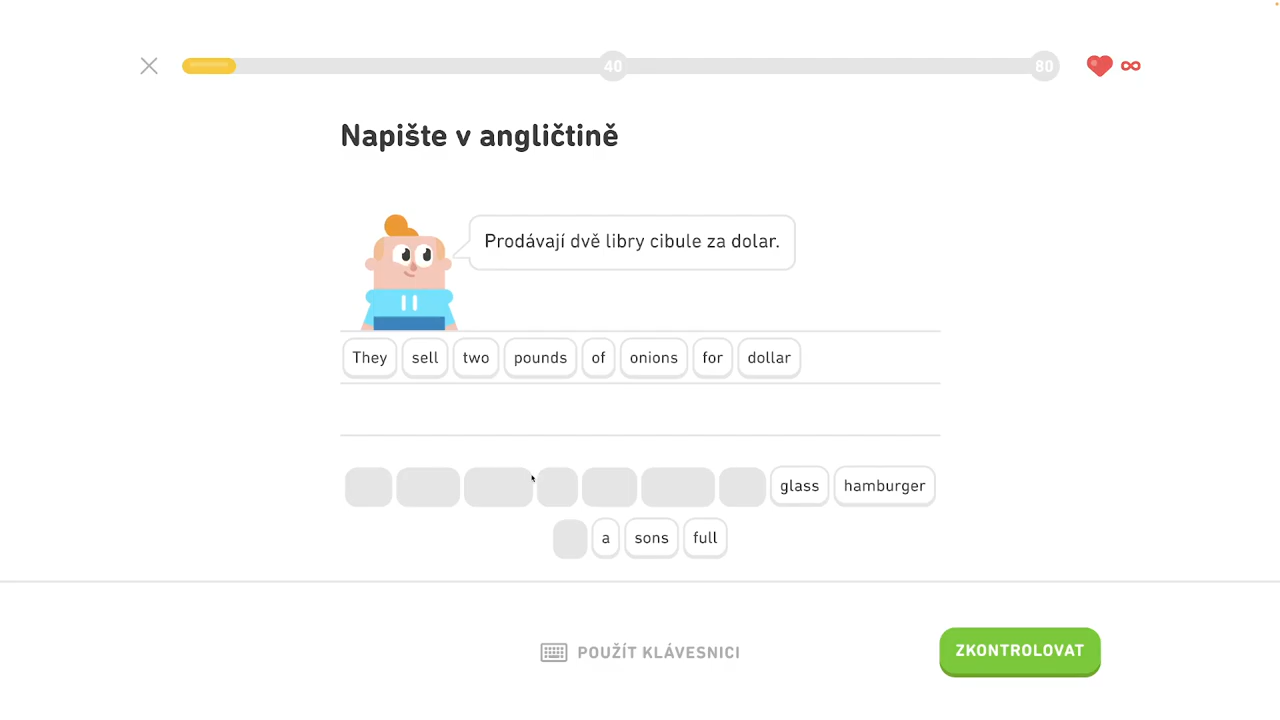 40 80 ∞
Napište v angličtině
Prodávají dvě libry cibule za dolar.
They sell two pounds of onions for dollar
glass hamburger
a sons full
POUŽÍT KLÁVESNICI
ZKONTROLOVAT